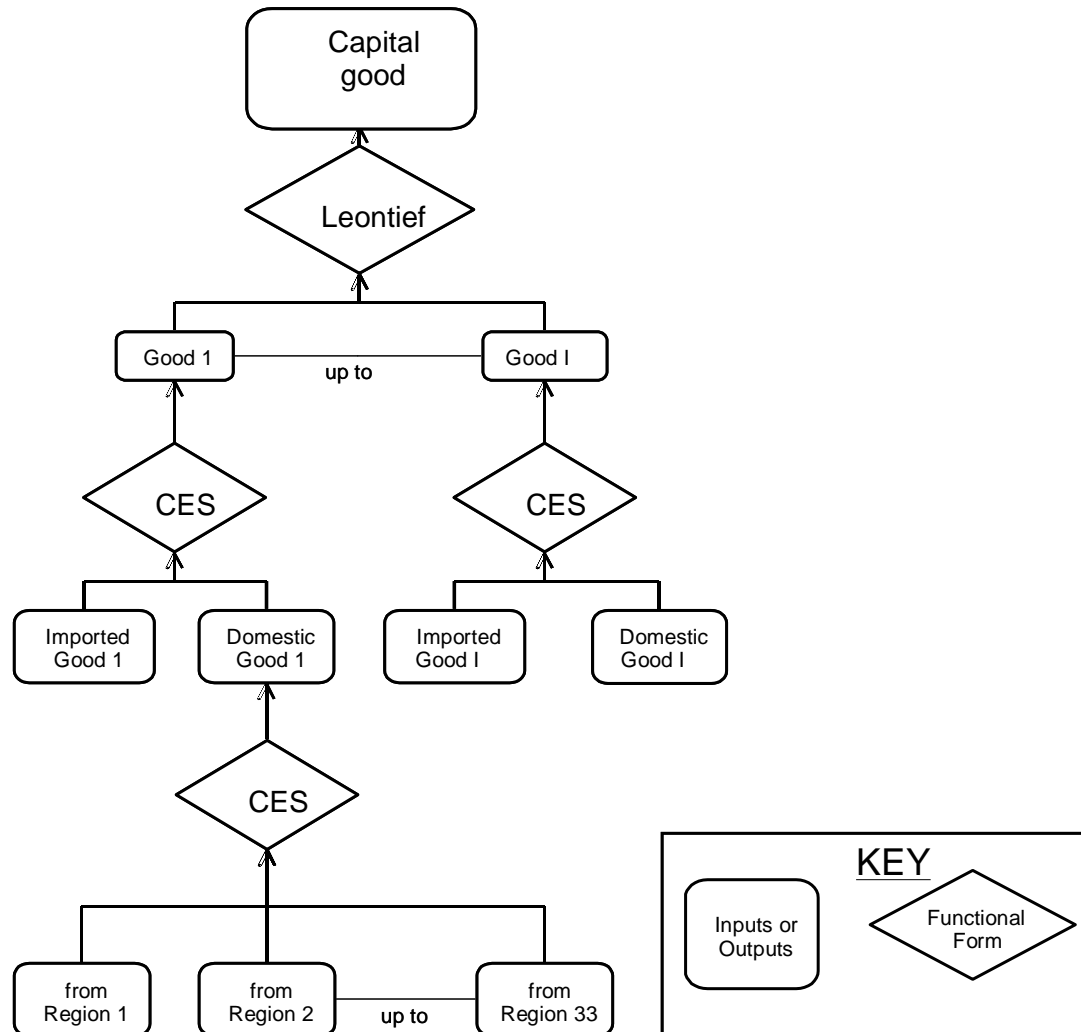 Capital
good
Leontief
Good 1
Good I
up to
CES
CES
Imported
Good 1
Domestic
Good 1
Imported
Good I
Domestic
Good I
CES
KEY
Inputs or
Outputs
Functional
Form
from
Region 1
from
Region 2
up to
from
Region 33